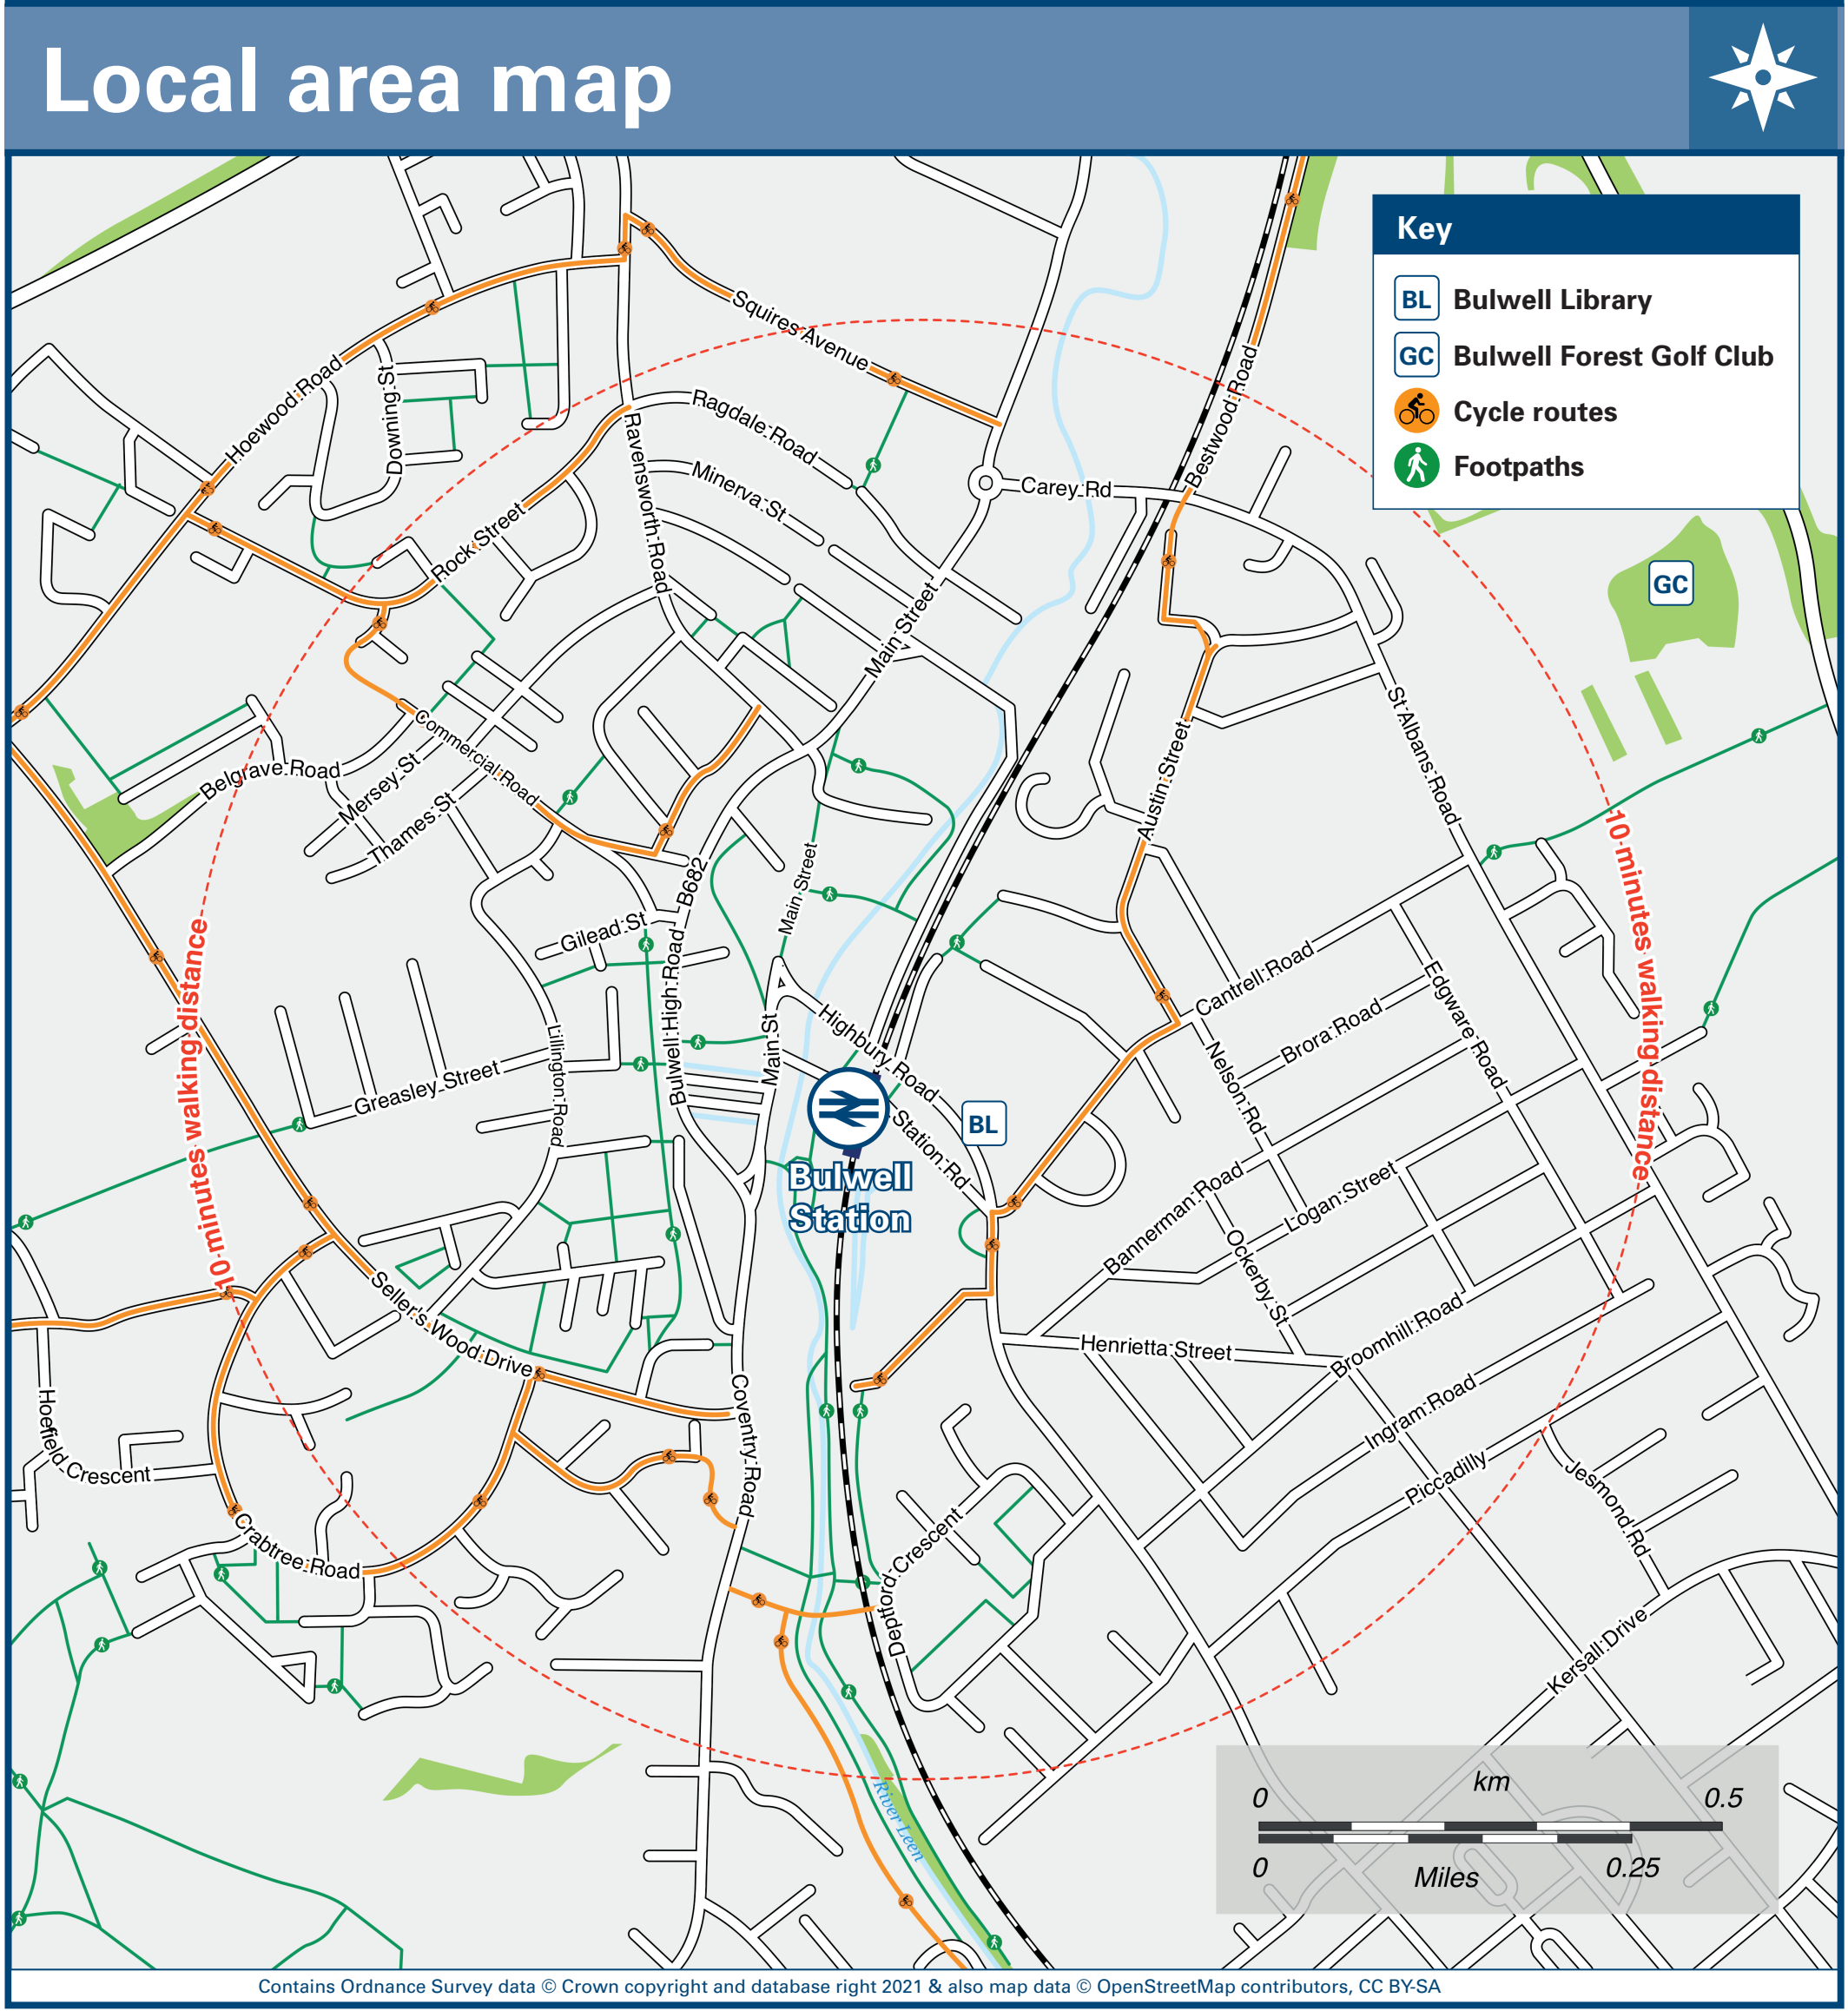 Local area map
Key
BL Bulwell Library
GC Bulwell Forest Golf Club
Cycle routes
Footpaths
Squires Avenue
Hoewood Road
Downing St
Ragdale Road
Bestwood Road
Ravensworth Road
Minerva St
Carey Rd
Rock Street
GC
Main Street
St Albans Road
Commercial Road
Belgrave Road
Mersey St
Thames St
Austin Street
10 minutes walking distance
B682
Main Street
Gilead St
10 minutes walking distance
Bulwell High Road
Cantrell Road
Edgware Road
Brora Road
Highbury Road
Main St
Lillington Road
Greasley Street
Nelson Rd
BL
Station Rd
Bulwell
Station
Bannerman Road
Logan Street
Ockerby St
Seller's Wood Drive
Henrietta Street
Broomhill Road
Hoefield Crescent
Coventry Road
Ingram Road
Piccadilly
Jesmond Rd
Crabtree Road
Deptford Crescent
Kersall Drive
River Leen
km
0 0.5
0 Miles 0.25
Contains Ordnance Survey data © Crown copyright and database right 2021 & also map data © OpenStreetMap contributors, CC BY-SA